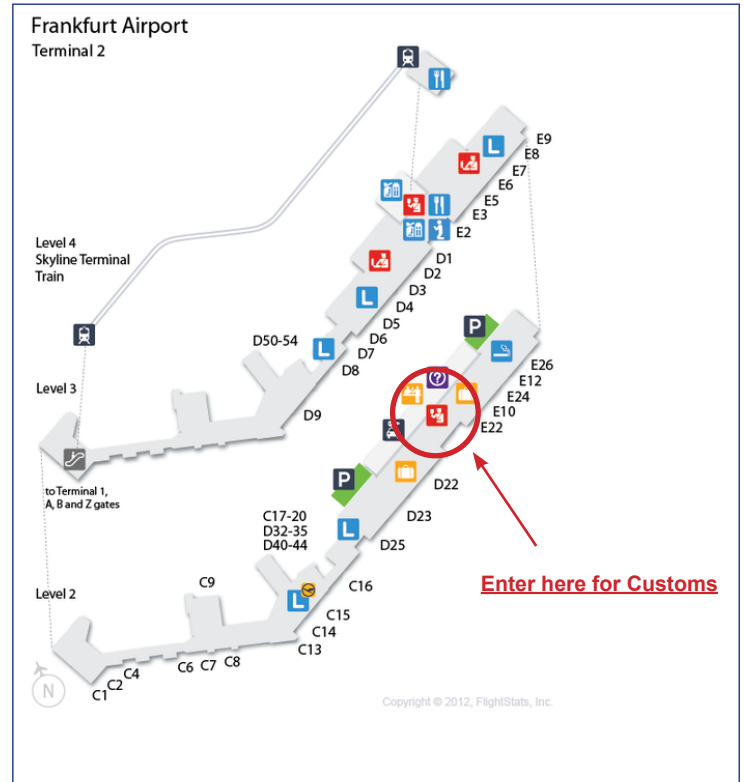 Frankfurt Airport
Terminal 2
E9
E8
E7
E6
E5
E3
E2
D1
D2
D3
D4
D5
D6
D7
D8
D9
D50-54
Level 4
Skyline Terminal
Train
Level 3
to Terminal 1,
A, B and Z gates
L
L
L
P
?
E26
E12
E24
E10
E22
D22
D23
D25
P
L
C17-20
D32-35
D40-44
C16
C15
C14
C13
L
C9
Level 2
C8
C7
C6
C4
C2
C1
N
Enter here for Customs
Copyright © 2012, FlightStats, Inc.